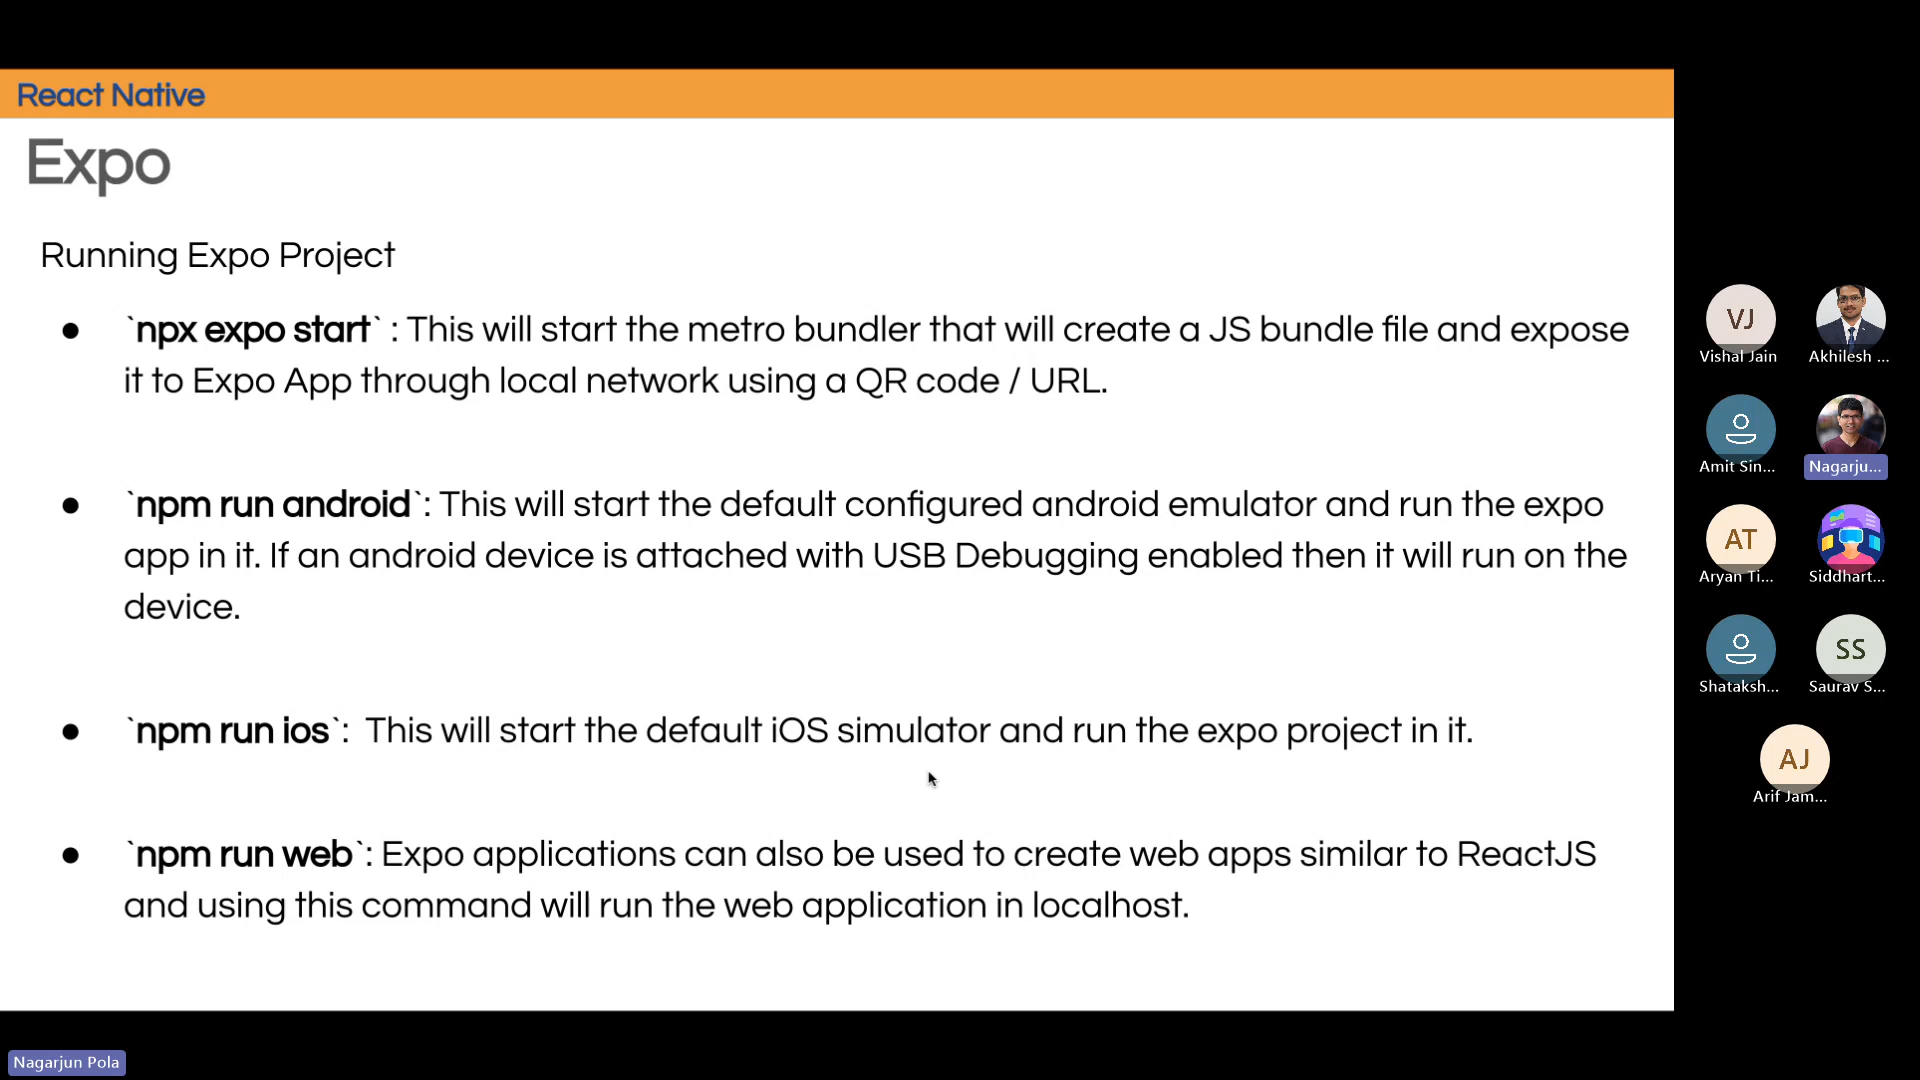 React Native
Expo
Running Expo Project
● `npx expo start` : This will start the metro bundler that will create a JS bundle file and expose
it to Expo App through local network using a QR code / URL.
● `npm run android`: This will start the default configured android emulator and run the expo
app in it. If an android device is attached with USB Debugging enabled then it will run on the
device.
● `npm run ios`:  This will start the default iOS simulator and run the expo project in it.
● `npm run web`: Expo applications can also be used to create web apps similar to ReactJS
and using this command will run the web application in localhost.
VJ
Vishal Jain
Akhilesh ...
Amit Sin...
Nagarju...
AT
Aryan Ti...
Siddhart...
Shataksh...
SS
Saurav S...
AJ
Arif Jam...
Nagarjun Pola